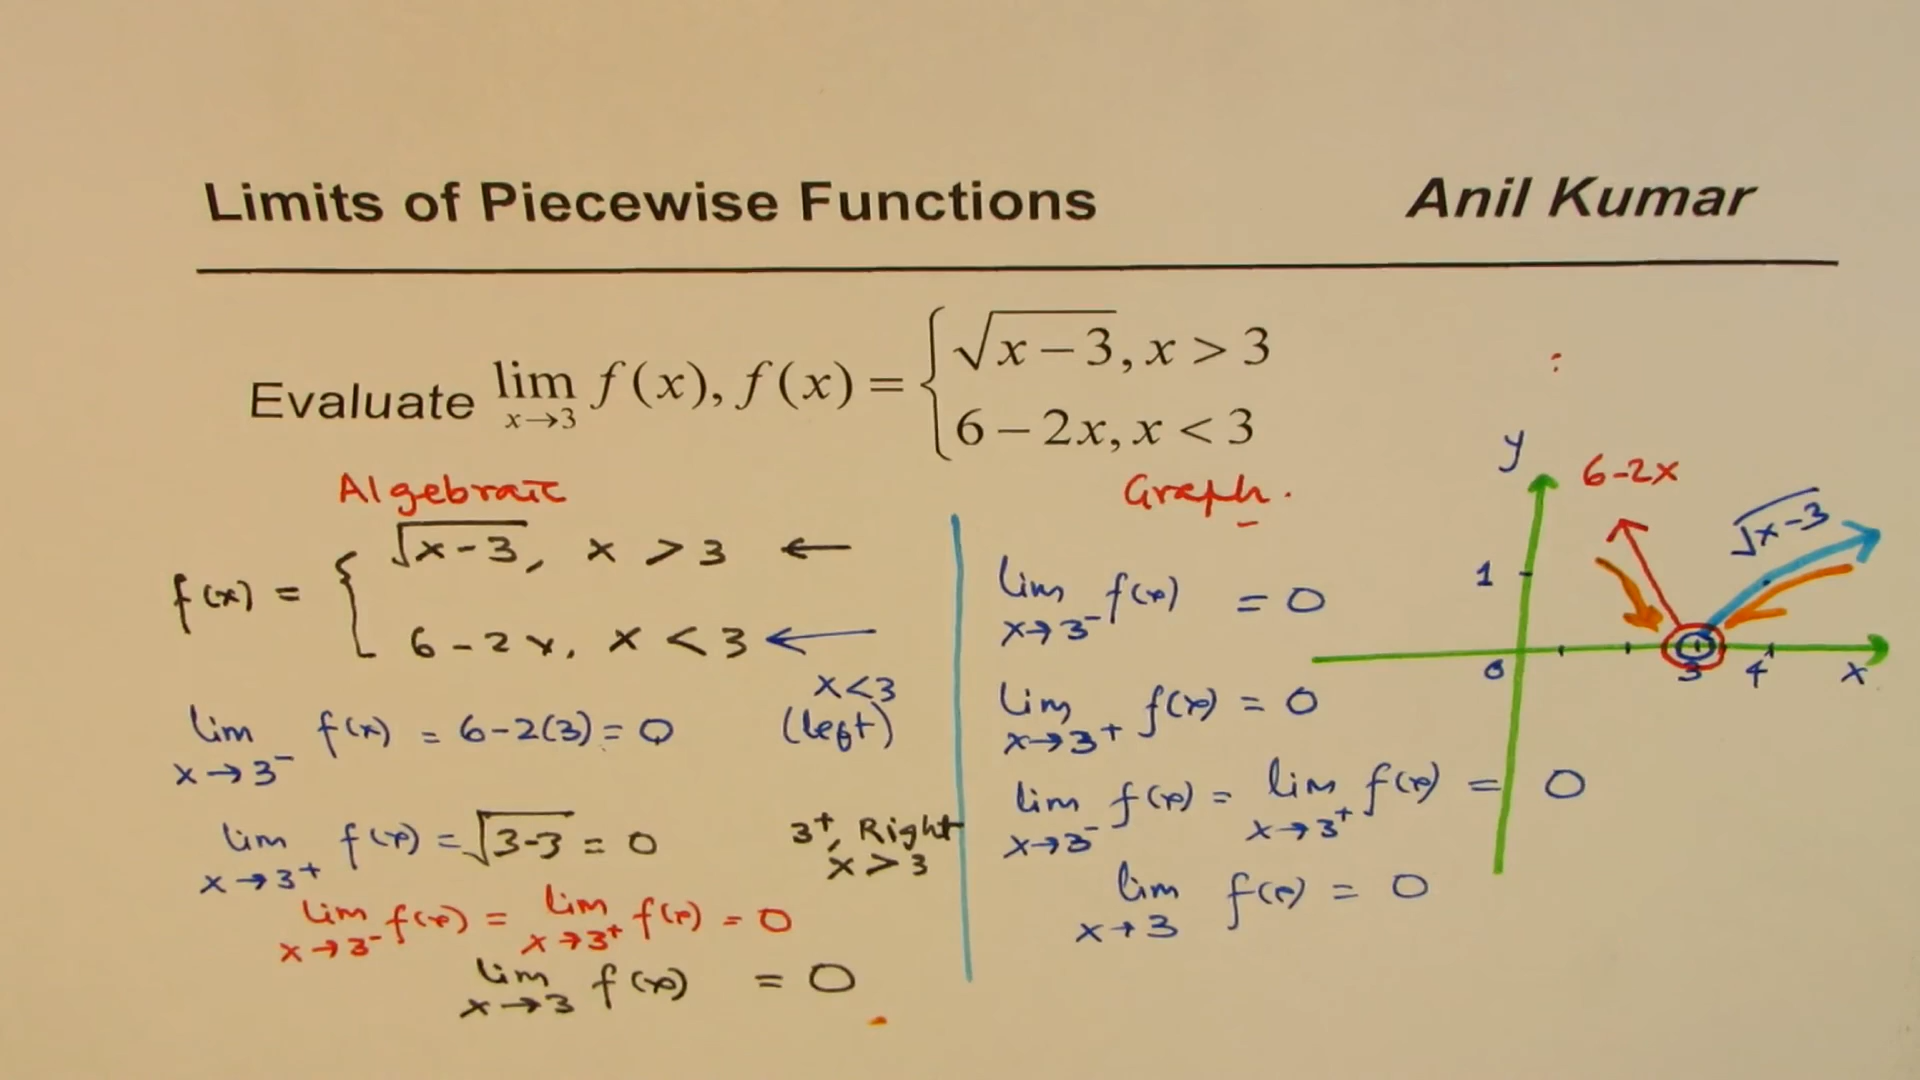 Limits of Piecewise Functions Anil Kumar
Evaluate lim x→3 f(x), f(x) = { √(x−3), x > 3
6 − 2x, x < 3
Algebraic
f(x) = { √(x-3), x > 3 ←
6 - 2x, x < 3 ←
x<3
(left)
lim x→3⁻ f(x) = 6-2(3) = 0
lim x→3⁺ f(x) = √(3-3) = 0
3⁺, Right
x > 3
lim x→3⁻ f(x) = lim x→3⁺ f(x) = 0
lim x→3 f(x) = 0
Graph.
lim x→3⁻ f(x) = 0
lim x→3⁺ f(x) = 0
lim x→3⁻ f(x) = lim x→3⁺ f(x) = 0
lim x→3 f(x) = 0
y
6-2x
√(x-3)
1
0 3 4 x